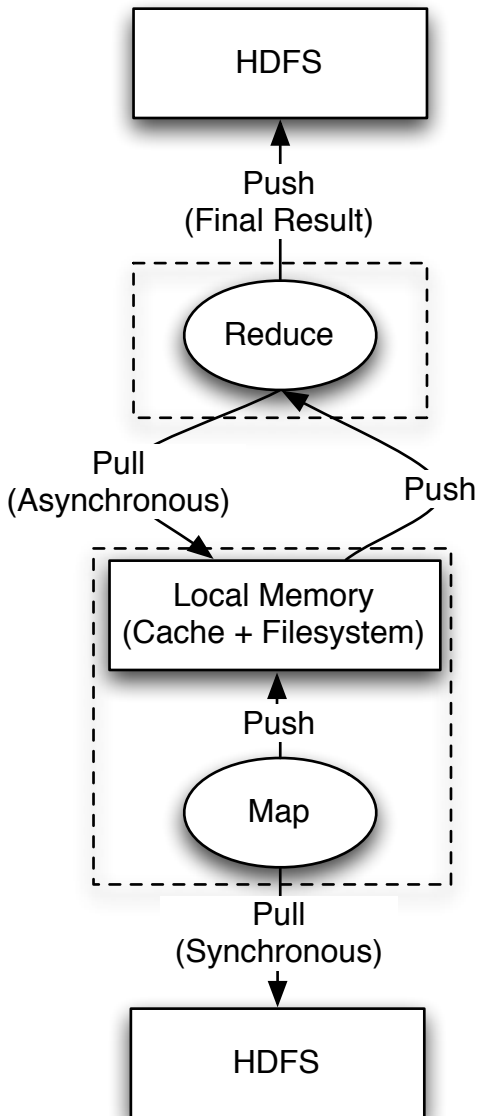 HDFS
Push
(Final Result)
Reduce
Pull
(Asynchronous)
Push
Local Memory
(Cache + Filesystem)
Push
Map
Pull
(Synchronous)
HDFS